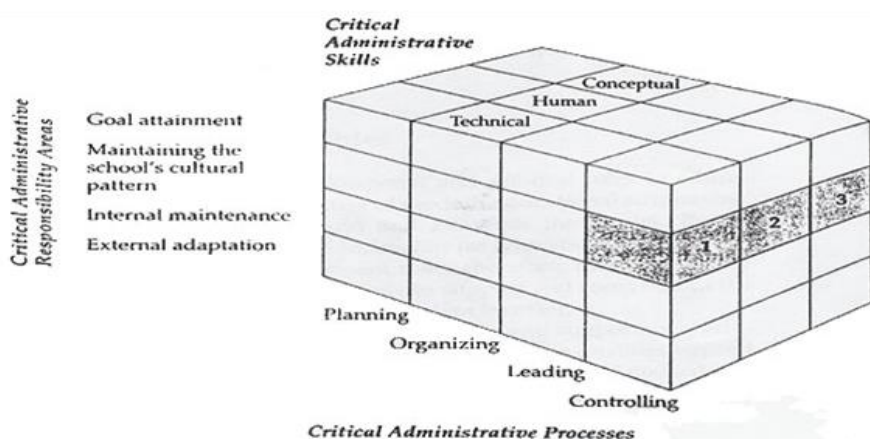 Critical
Administrative
Skills
Conceptual
Human
Technical
Critical Administrative
Responsibility Areas
Goal attainment
Maintaining the
school's cultural
pattern
Internal maintenance
External adaptation
1
2
3
Planning
Organizing
Leading
Controlling
Critical Administrative Processes